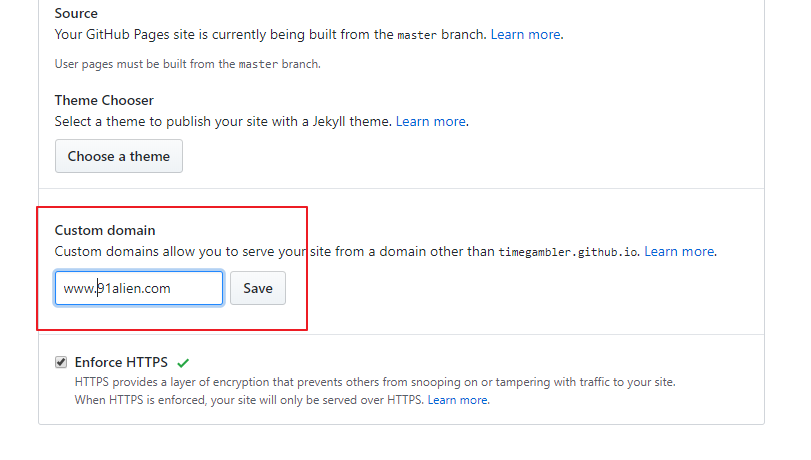 Source
Your GitHub Pages site is currently being built from the master branch. Learn more.
User pages must be built from the master branch.
Theme Chooser
Select a theme to publish your site with a Jekyll theme. Learn more.
Choose a theme
Custom domain
Custom domains allow you to serve your site from a domain other than timegambler.github.io. Learn more.
www.91alien.com Save
Enforce HTTPS
HTTPS provides a layer of encryption that prevents others from snooping on or tampering with traffic to your site.
When HTTPS is enforced, your site will only be served over HTTPS. Learn more.